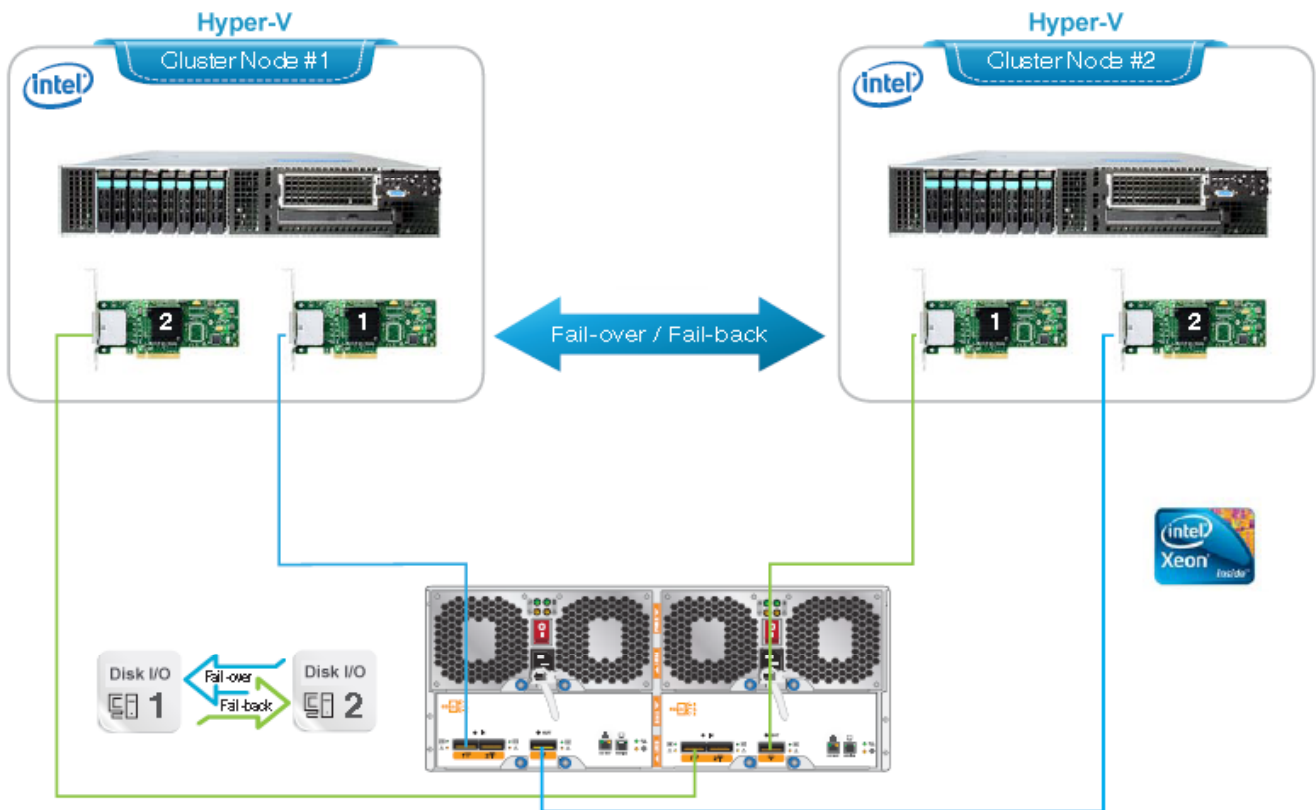 Hyper-V
Cluster Node #1
intel
Hyper-V
Cluster Node #2
intel
2
1
Fail-over / Fail-back
1
2
intel
Xeon
inside
Disk I/O
1
Fail-over
Fail-back
Disk I/O
2